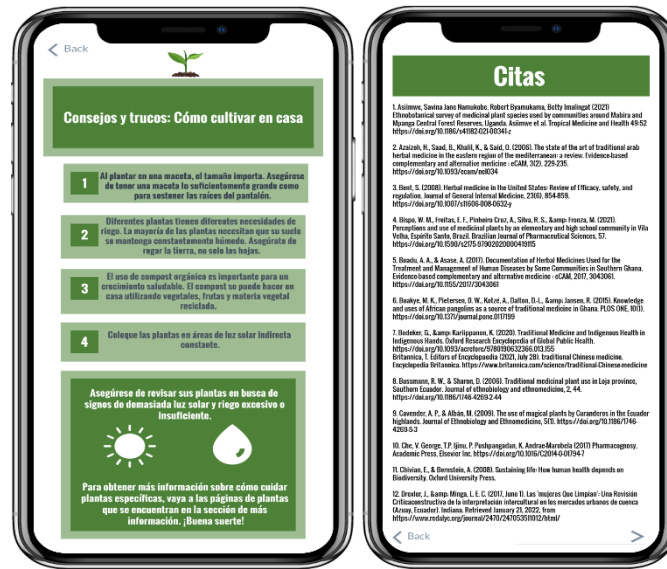 Back
Consejos y trucos: Cómo cultivar en casa
1
Al plantar en una maceta, el tamaño importa. Asegúrese
de tener una maceta lo suficientemente grande como
para sostener las raíces del pantalón.
2
Diferentes plantas tienen diferentes necesidades de
riego. La mayoría de las plantas necesitan que su suelo
se mantenga constantemente húmedo. Asegúrate de
regar la tierra, no solo las hojas.
3
El uso de compost orgánico es importante para un
crecimiento saludable. El compost se puede hacer en
casa utilizando vegetales, frutas y materia vegetal
reciclada.
4
Coloque las plantas en áreas de luz solar indirecta
constante.
Asegúrese de revisar sus plantas en busca de
signos de demasiada luz solar y riego excesivo o
insuficiente.
Para obtener más información sobre cómo cuidar
plantas específicas, vaya a las páginas de plantas
que se encuentran en la sección de más
información. ¡Buena suerte!
Citas
1. Asiimwe, Savina Jans Namukobe, Robert Byamukama, Betty Imalingat (2021)
Ethnobotanical survey of medicinal plant species used by communities around Mabira and
Mpanga Central Forest Reserves, Uganda. Asiimwe et al. Tropical Medicine and Health 49:52
https://doi.org/10.1186/s41182-021-00341-z
2. Azaizeh, H., Saad, B., Khalil, K., & Said, O. (2006). The state of the art of traditional arab
herbal medicine in the eastern region of the mediterranean: a review. Evidence-based
complementary and alternative medicine : eCAM, 3(2), 229-235.
https://doi.org/10.1093/ecam/nel034
3. Bent, S. (2008). Herbal medicine in the United States: Review of Efficacy, safety, and
regulation. Journal of General Internal Medicine, 23(6), 854-859.
https://doi.org/10.1007/s11606-008-0632-y
4. Bispo, W. M., Freitas, E. F., Pinheiro Cruz, A., Silva, R. S., &amp; Fronza, M. (2021).
Perceptions and use of medicinal plants by an elementary and high school community in Vila
Velha, Espírito Santo, Brazil. Brazilian Journal of Pharmaceutical Sciences, 57.
https://doi.org/10.1590/s2175-97902020000419115
5. Boadu, A. A., & Asase, A. (2017). Documentation of Herbal Medicines Used for the
Treatment and Management of Human Diseases by Some Communities in Southern Ghana.
Evidence-based complementary and alternative medicine : eCAM, 2017, 3043061.
https://doi.org/10.1155/2017/3043061
6. Boakye, M. K., Pietersen, D. W., Kotzé, A., Dalton, D.-L., &amp; Jansen, R. (2015). Knowledge
and uses of African pangolins as a source of traditional medicine in Ghana. PLOS ONE, 10(1).
https://doi.org/10.1371/journal.pone.0117199
7. Bodeker, G., &amp; Kariippanon, K. (2020). Traditional Medicine and Indigenous Health in
Indigenous Hands. Oxford Research Encyclopedia of Global Public Health.
https://doi.org/10.1093/acrefore/9780190632366.013.155
Britannica, T. Editors of Encyclopaedia (2021, July 28). traditional Chinese medicine.
Encyclopedia Britannica. https://www.britannica.com/science/traditional-Chinese-medicine
8. Bussmann, R. W., & Sharon, D. (2006). Traditional medicinal plant use in Loja province,
Southern Ecuador. Journal of ethnobiology and ethnomedicine, 2, 44.
https://doi.org/10.1186/1746-4269-2-44
9. Cavender, A. P., & Albán, M. (2009). The use of magical plants by Curanderos in the Ecuador
highlands. Journal of Ethnobiology and Ethnomedicine, 5(1). https://doi.org/10.1186/1746-
4269-5-3
10. Che, V. George, T.P. Ijinu, P. Pushpangadan, K. Andrae-Marobela (2017) Pharmacognosy,
Academic Press, Elsevier Inc. https://doi.org/10.1016/C2014-0-01794-7
11. Chivian, E., & Bernstein, A. (2008). Sustaining life: How human health depends on
Biodiversity. Oxford University Press.
12. Drexler, J., &amp; Minga, L. E. C. (2017, June 1). Las 'mujeres Que Limpian': Una Revisión
Criticaconstructiva de la interpretación intercultural en los mercados urbanos de cuenca
(Azuay, Ecuador). Indiana. Retrieved January 21, 2022, from
https://www.redalyc.org/journal/2470/247053511012/html/
Back